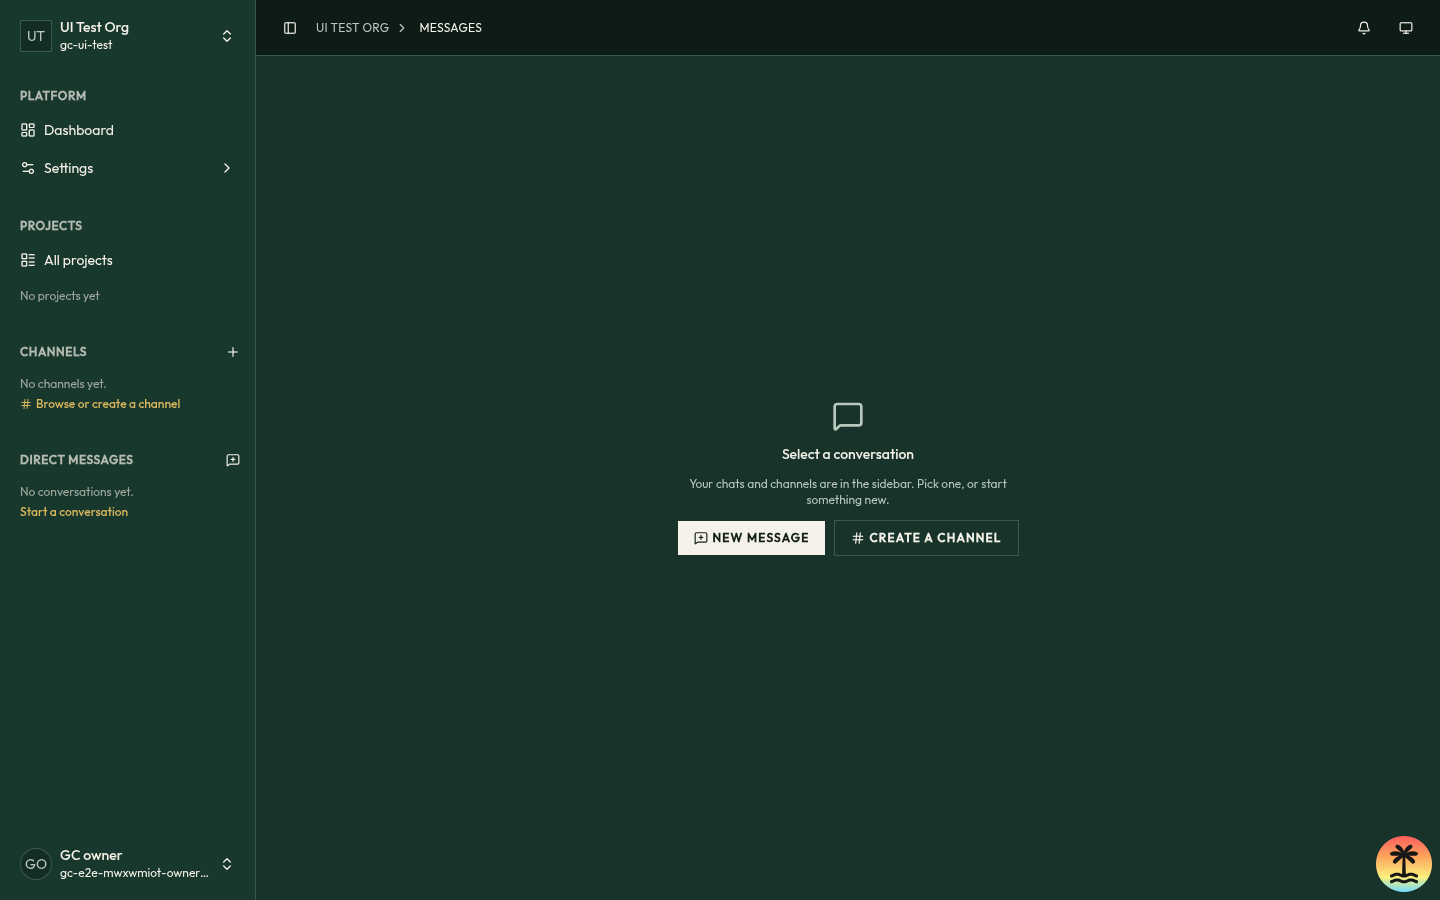 UT
UI Test Org
gc-ui-test
PLATFORM
Dashboard
Settings
PROJECTS
All projects
No projects yet
CHANNELS
No channels yet.
Browse or create a channel
DIRECT MESSAGES
No conversations yet.
Start a conversation
GO
GC owner
gc-e2e-mwxwmiot-owner...
UI TEST ORG > MESSAGES
Select a conversation
Your chats and channels are in the sidebar. Pick one, or start
something new.
NEW MESSAGE
# CREATE A CHANNEL